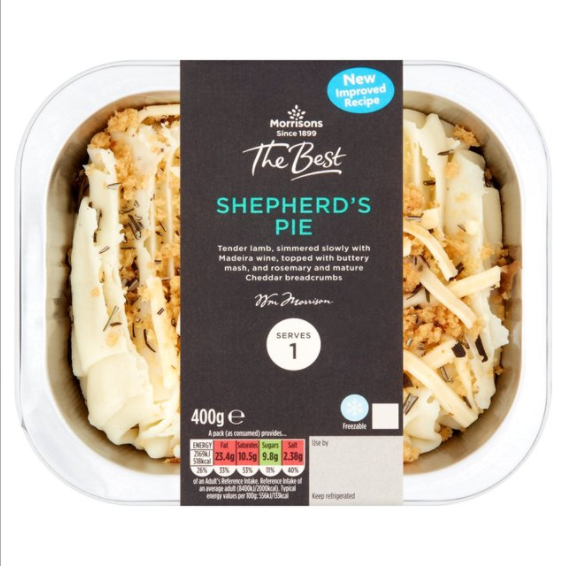 New
Improved
Recipe
Morrisons
Since 1899
The Best
SHEPHERD'S
PIE
Tender lamb, simmered slowly with
Madeira wine, topped with buttery
mash, and rosemary and mature
Cheddar breadcrumbs
Wm Morrison
SERVES
1
400g ℮
Freezable
A pack (as consumed) provides...
ENERGY Fat Saturates Sugars Salt
2169kJ 518kcal 23.4g 10.5g 9.8g 2.38g
26% 33% 53% 11% 40%
of an Adult's Reference Intake. Reference Intake of
an average adult (8400kJ/2000kcal). Typical
energy values per 100g: 556kJ/133kcal
Use by
Keep refrigerated